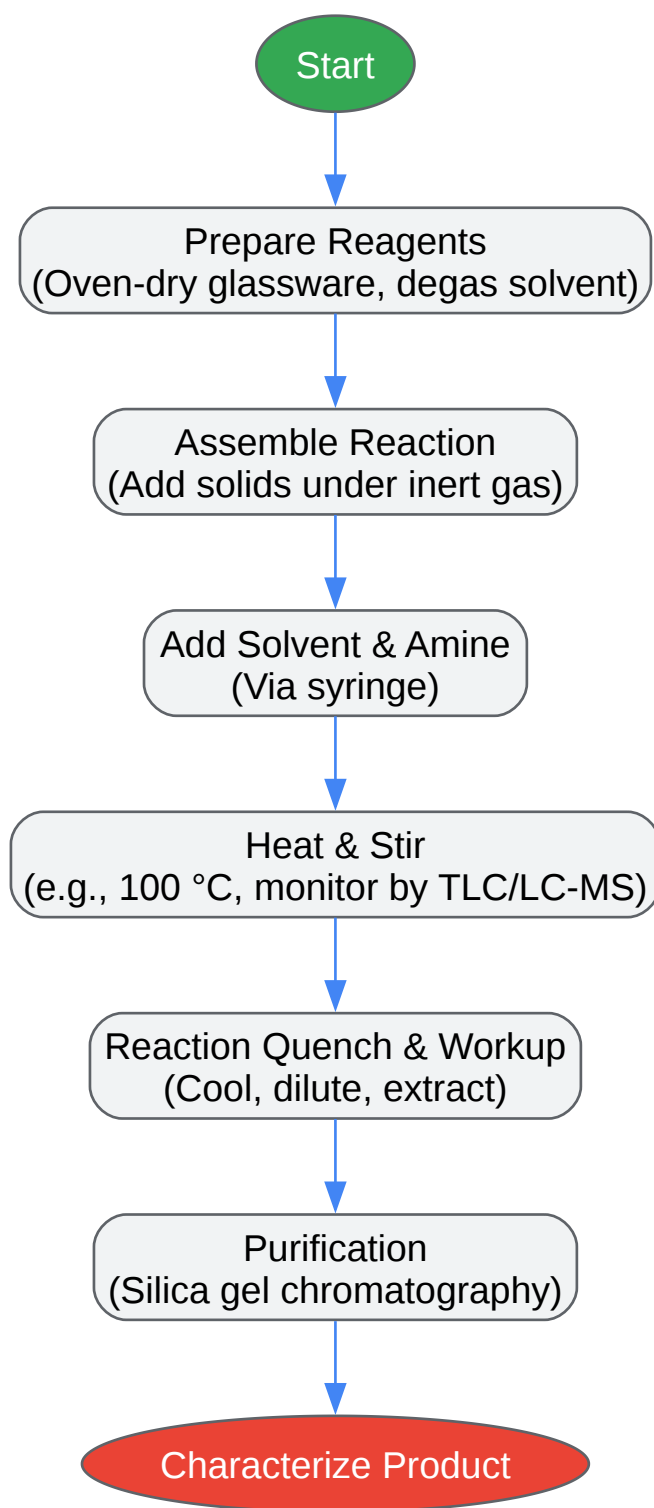 Start
Prepare Reagents
(Oven-dry glassware, degas solvent)
Assemble Reaction
(Add solids under inert gas)
Add Solvent & Amine
(Via syringe)
Heat & Stir
(e.g., 100 °C, monitor by TLC/LC-MS)
Reaction Quench & Workup
(Cool, dilute, extract)
Purification
(Silica gel chromatography)
Characterize Product